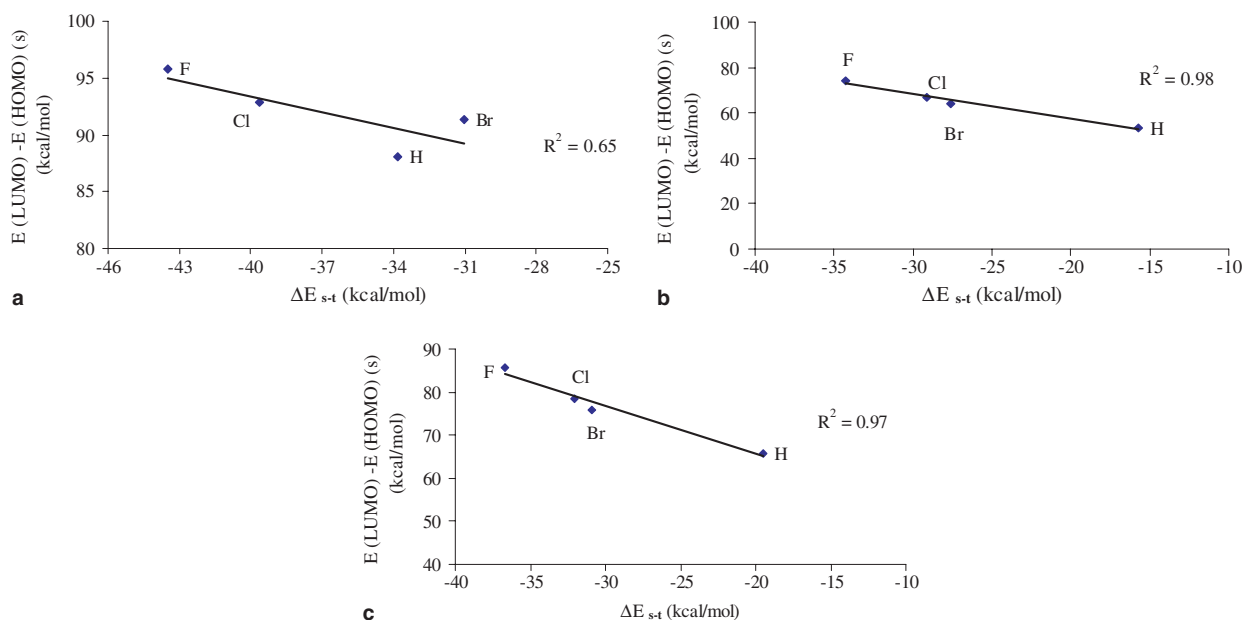 E (LUMO) -E (HOMO) (s)
(kcal/mol)
100
95
90
85
80
F
Cl
Br
H
R² = 0.65
-46 -43 -40 -37 -34 -31 -28 -25
ΔE s-t (kcal/mol)
a
E (LUMO) -E (HOMO) (s)
(kcal/mol)
100
80
60
40
20
0
F
Cl
Br
H
R² = 0.98
-40 -35 -30 -25 -20 -15 -10
ΔE s-t (kcal/mol)
b
E (LUMO) -E (HOMO) (s)
(kcal/mol)
90
80
70
60
50
40
F
Cl
Br
H
R² = 0.97
-40 -35 -30 -25 -20 -10
ΔE s-t (kcal/mol)
c